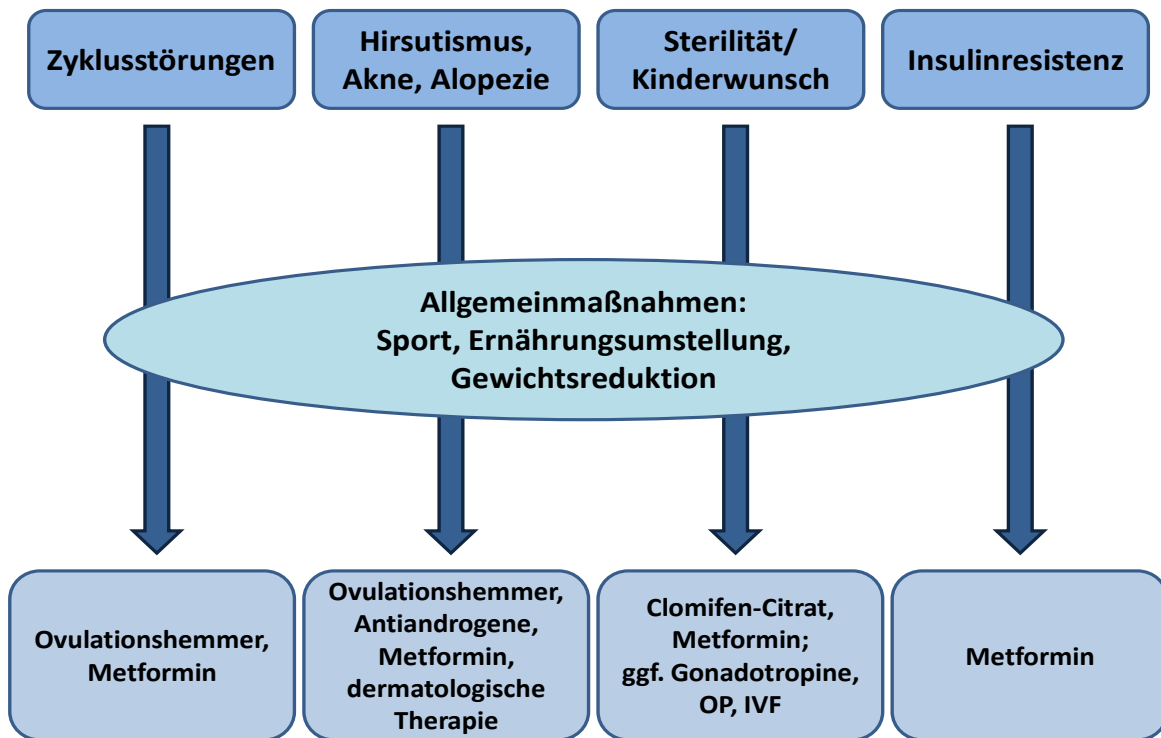 Zyklusstörungen
Hirsutismus,
Akne, Alopezie
Sterilität/
Kinderwunsch
Insulinresistenz
Allgemeinmaßnahmen:
Sport, Ernährungsumstellung,
Gewichtsreduktion
Ovulationshemmer,
Metformin
Ovulationshemmer,
Antiandrogene,
Metformin,
dermatologische
Therapie
Clomifen-Citrat,
Metformin;
ggf. Gonadotropine,
OP, IVF
Metformin